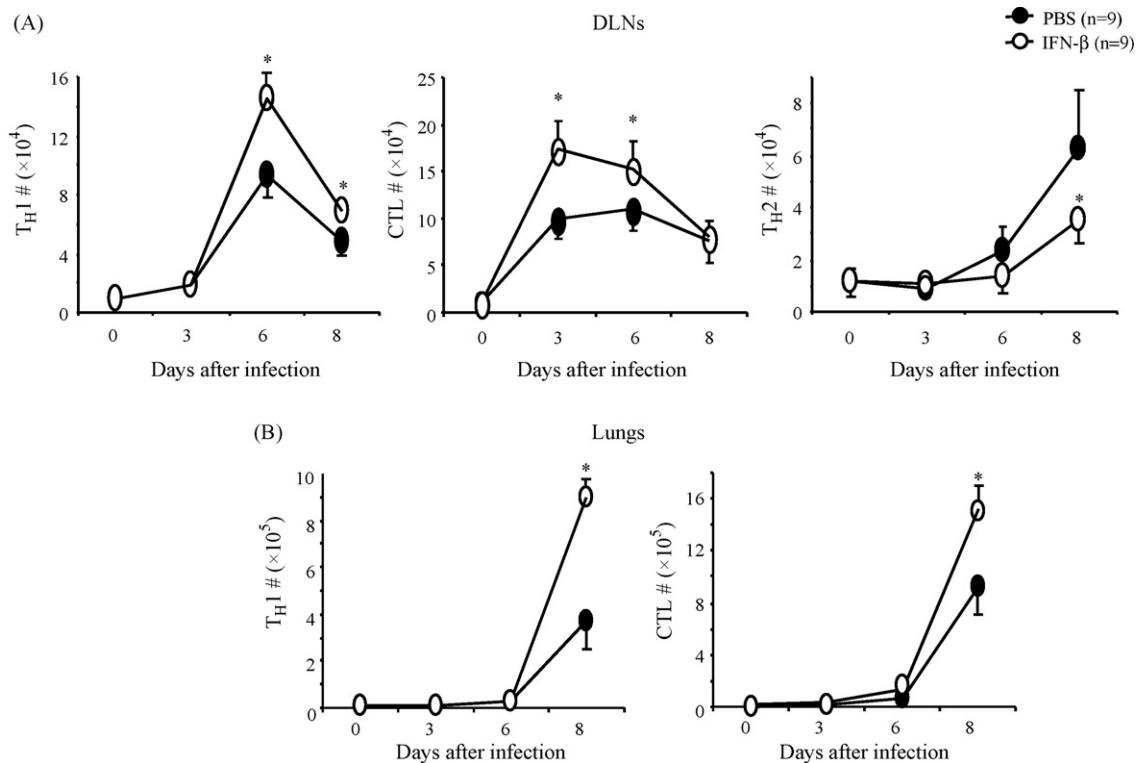 (A)
DLNs
PBS (n=9)
IFN-β (n=9)
T_H1 # (×10^4)
16
12
8
4
0
*
*
0 3 6 8
Days after infection
CTL # (×10^4)
25
20
15
10
5
0
*
*
0 3 6 8
Days after infection
T_H2 # (×10^4)
8
6
4
2
0
*
0 3 6 8
Days after infection
(B)
Lungs
T_H1 # (×10^5)
10
8
6
4
2
0
*
0 3 6 8
Days after infection
CTL # (×10^5)
16
12
8
4
0
*
0 3 6 8
Days after infection